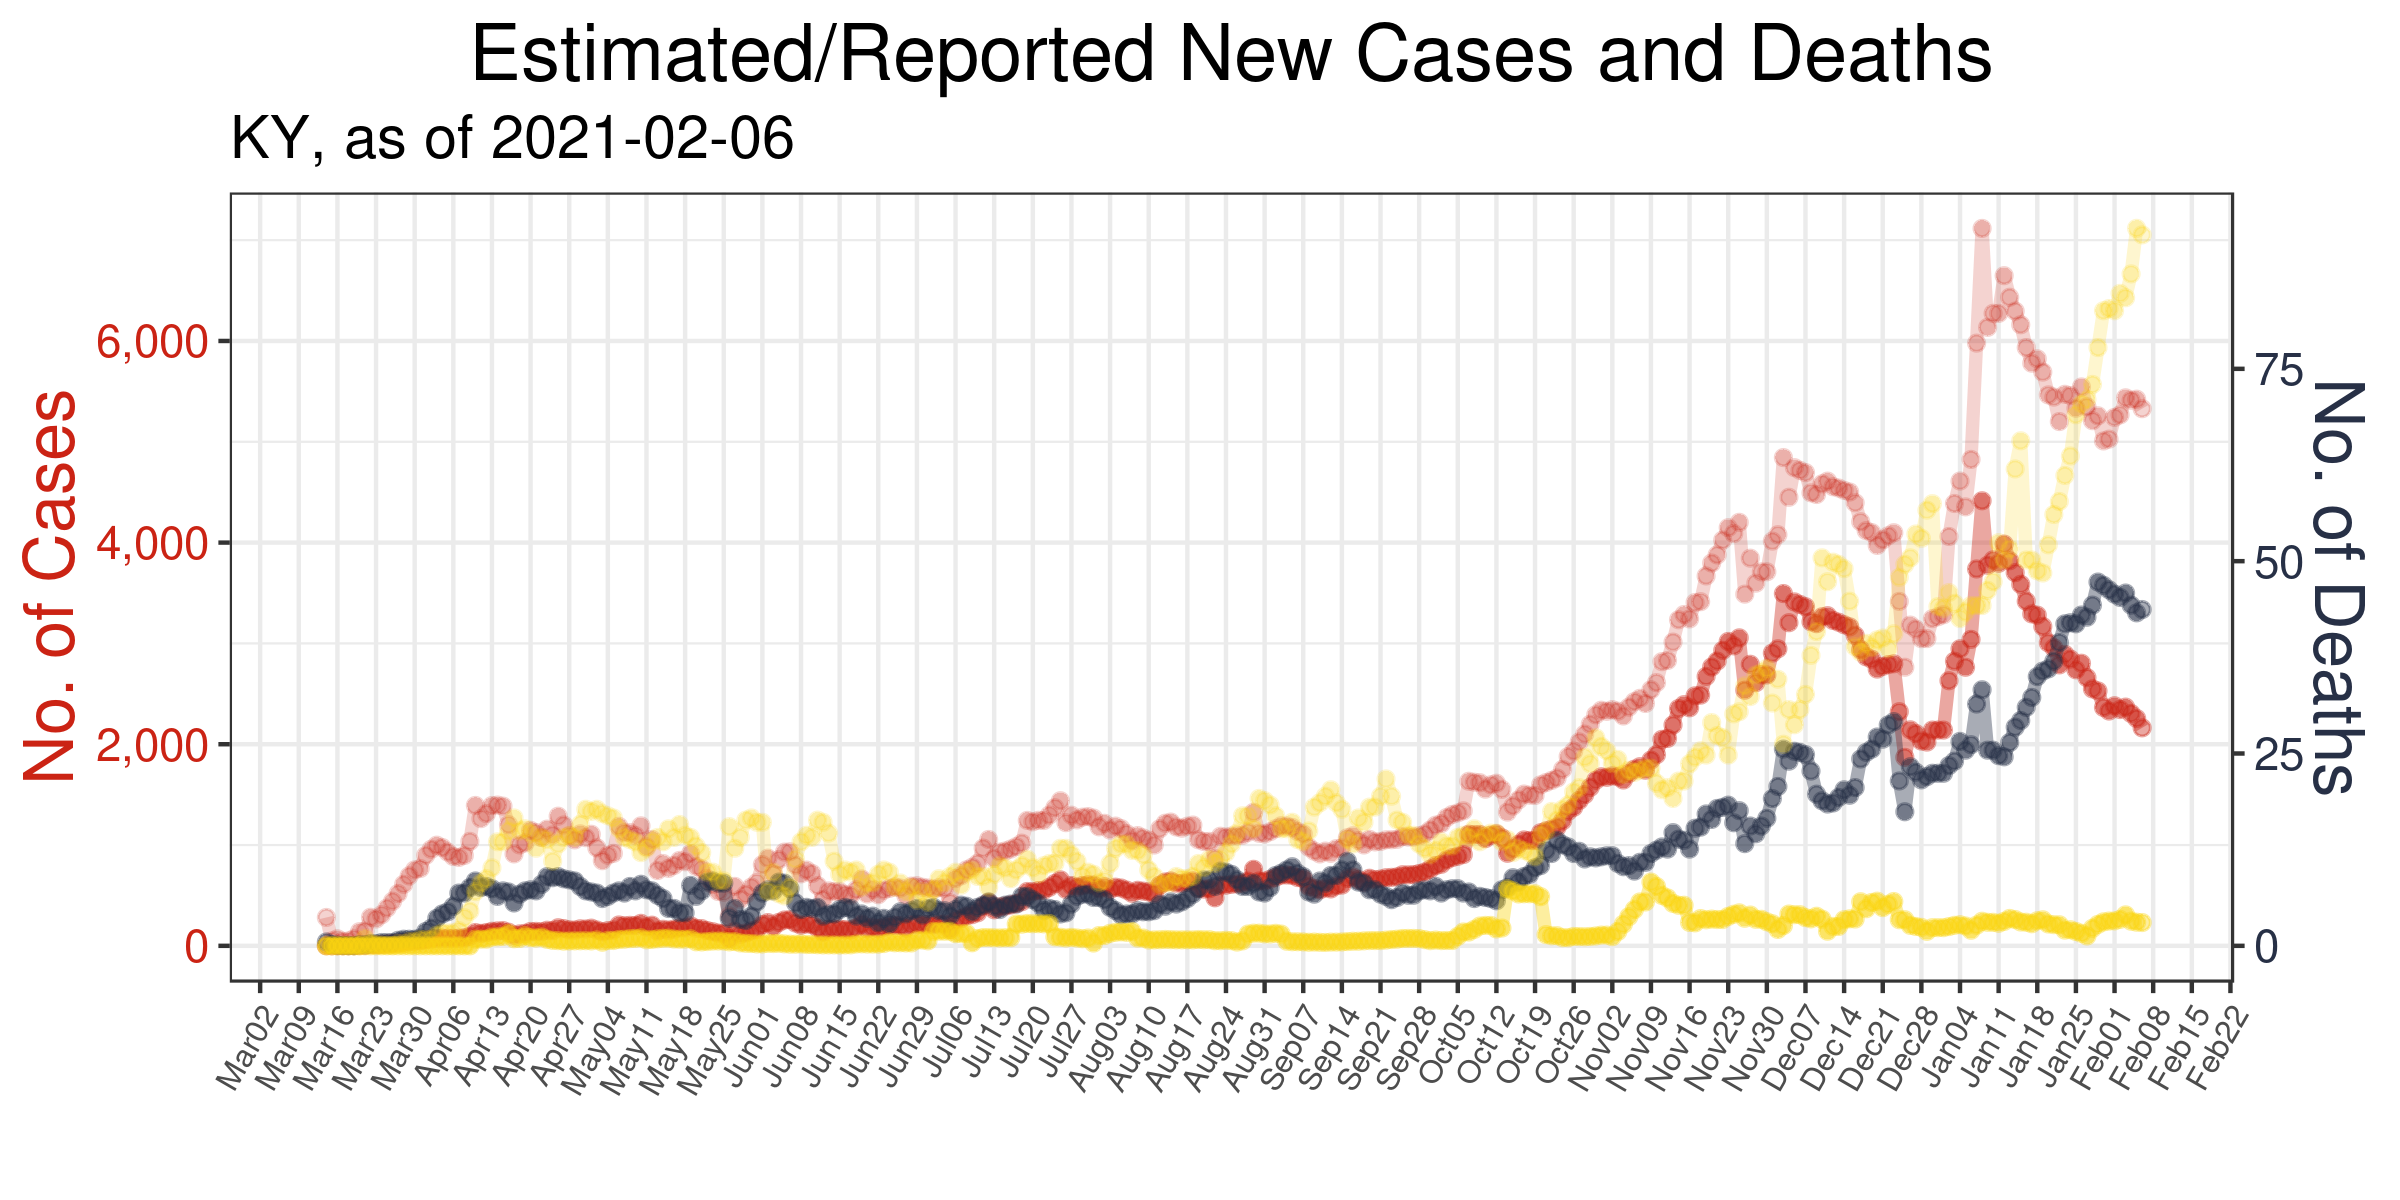 Estimated/Reported New Cases and Deaths
KY, as of 2021-02-06
No. of Cases
6,000
4,000
2,000
0
75
50
25
0
No. of Deaths
Mar02
Mar09
Mar16
Mar23
Mar30
Apr06
Apr13
Apr20
Apr27
May04
May11
May18
May25
Jun01
Jun08
Jun15
Jun22
Jun29
Jul06
Jul13
Jul20
Jul27
Aug03
Aug10
Aug17
Aug24
Aug31
Sep07
Sep14
Sep21
Sep28
Oct05
Oct12
Oct19
Oct26
Nov02
Nov09
Nov16
Nov23
Nov30
Dec07
Dec14
Dec21
Dec28
Jan04
Jan11
Jan18
Jan25
Feb01
Feb08
Feb15
Feb22